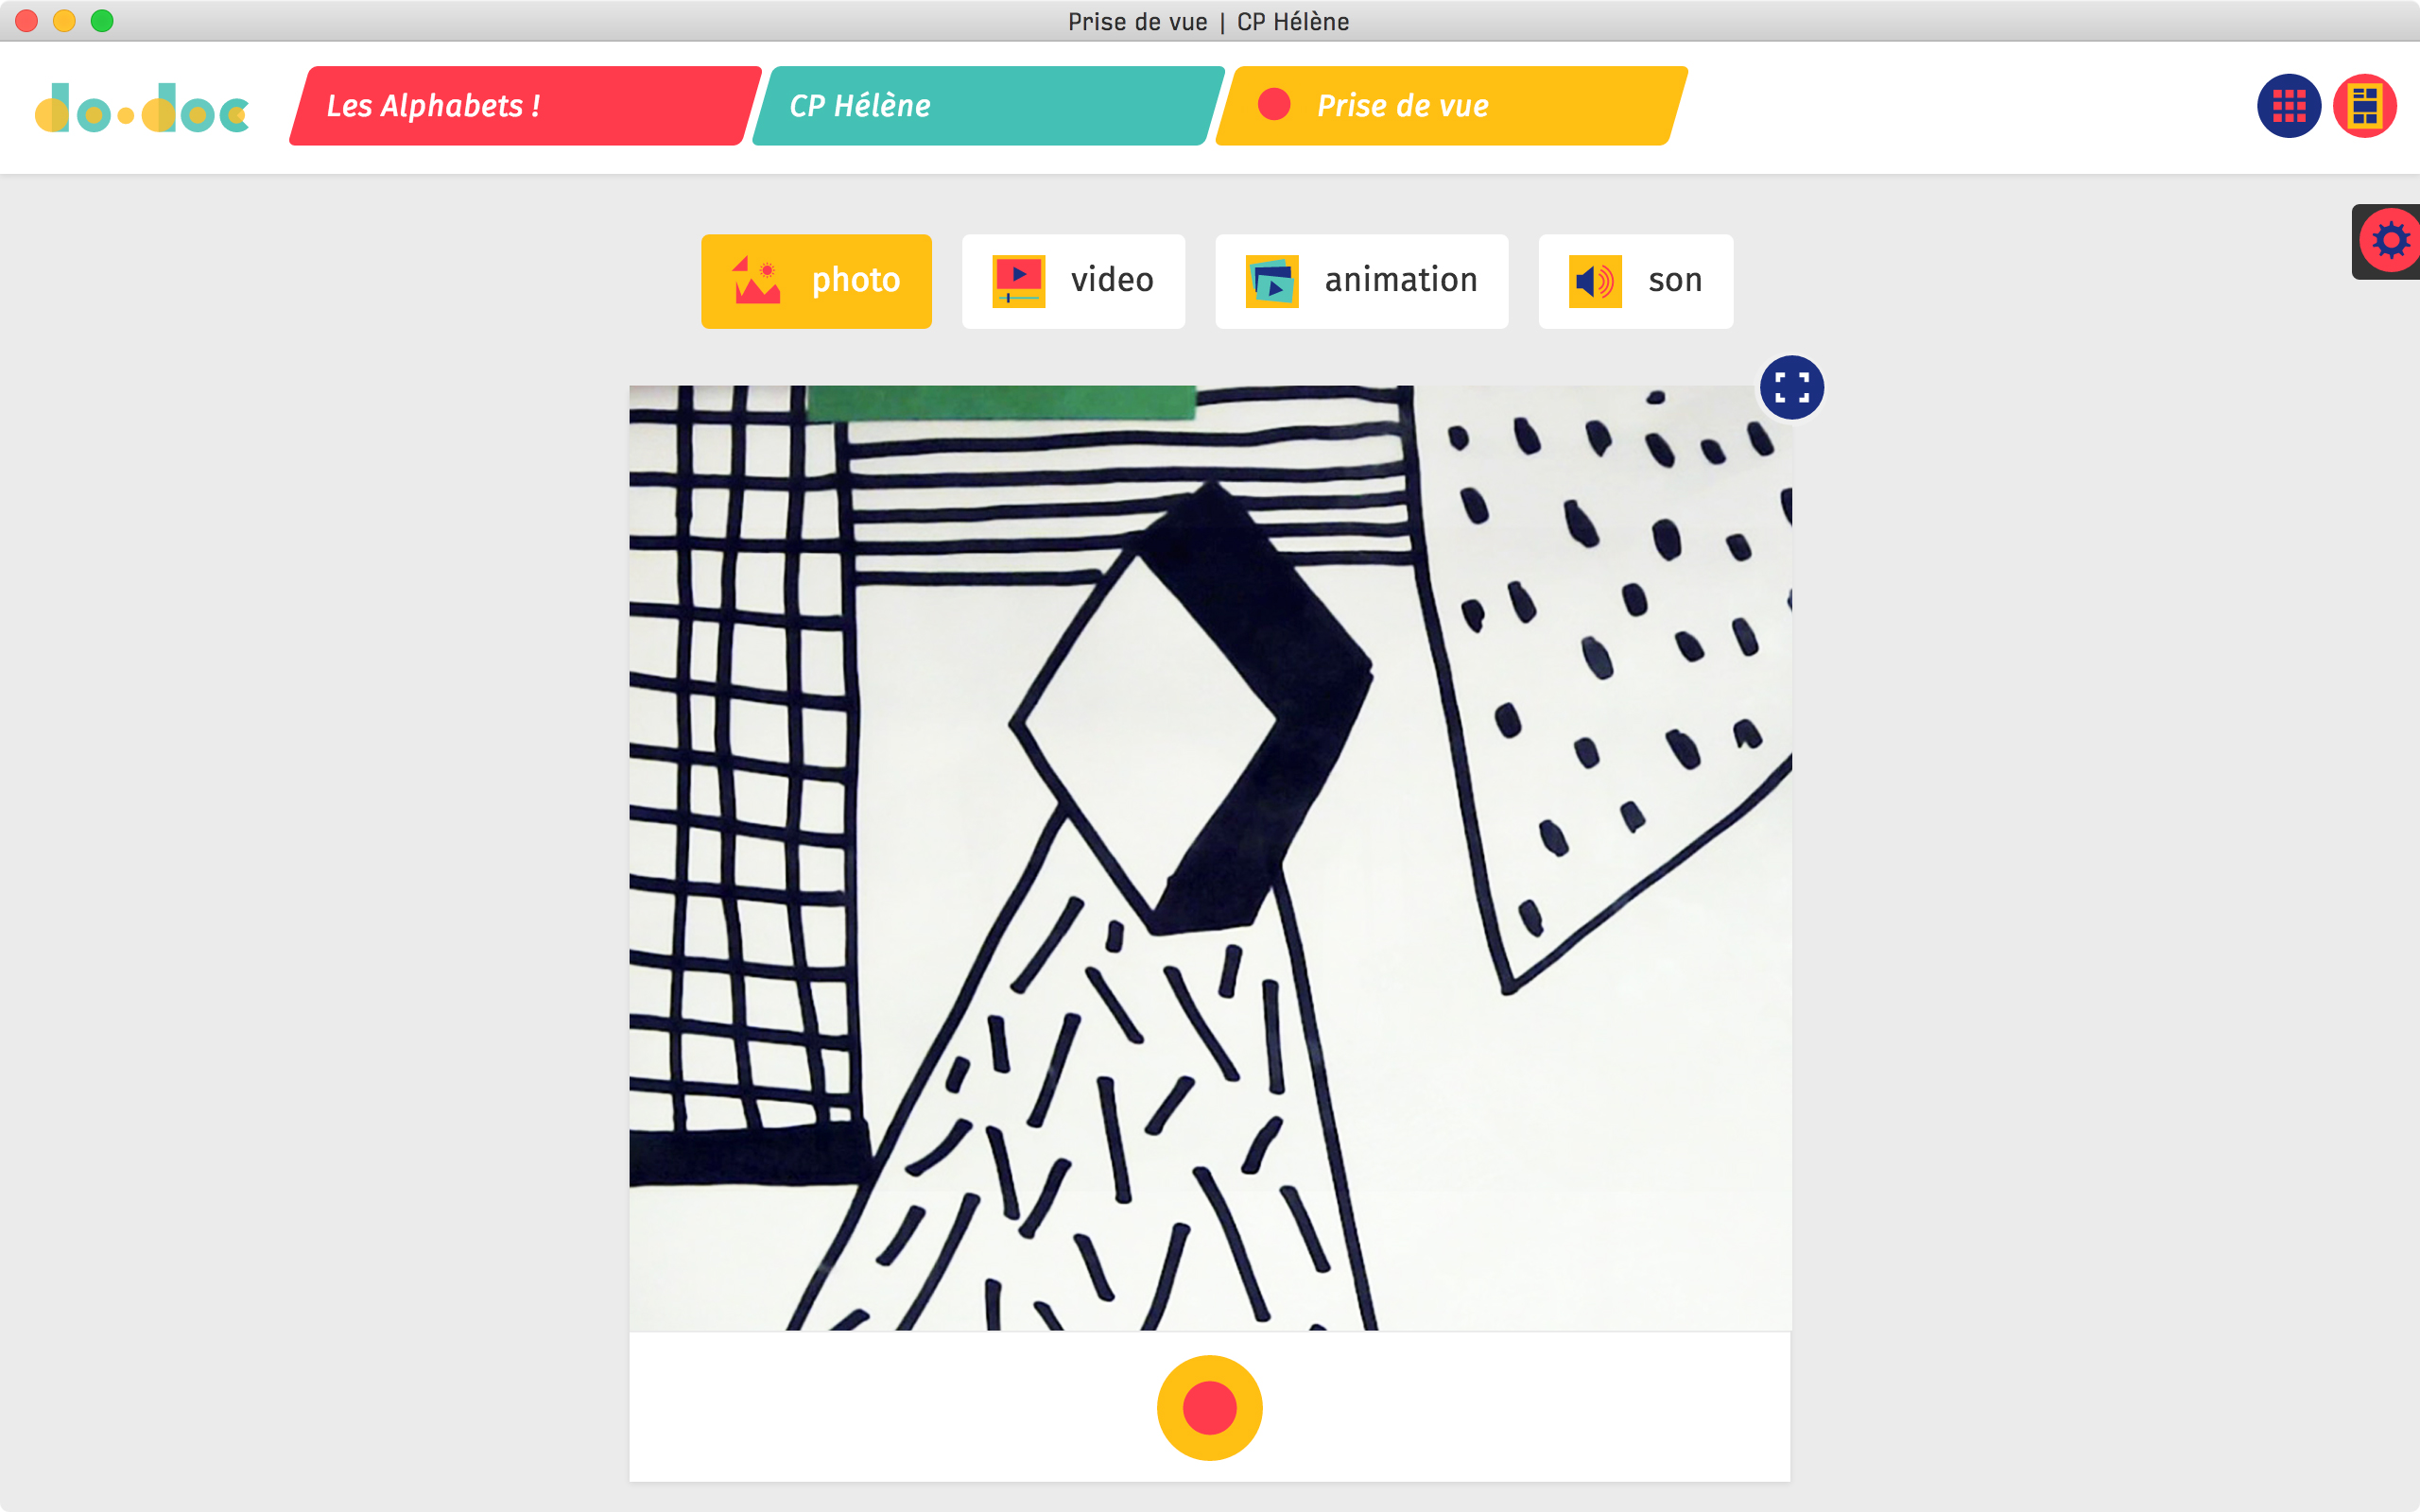 Prise de vue | CP Hélène
do•doc
Les Alphabets !
CP Hélène
Prise de vue
photo
video
animation
son